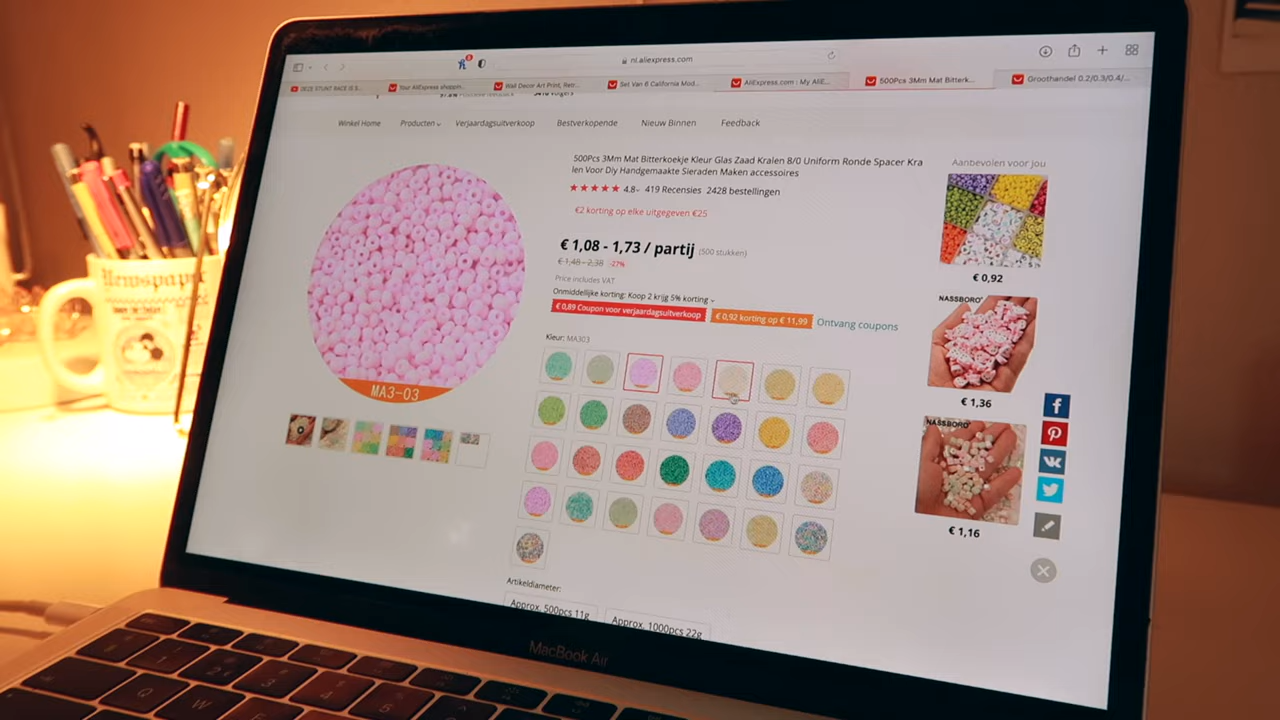 nl.aliexpress.com
DEZE STUNT RACE IS S...
Your AliExpress shoppin...
Wall Decor Art Print, Retr...
Set Van 6 California Mod...
AliExpress.com : My AliE...
500Pcs 3Mm Mat Bitterk...
Groothandel 0.2/0.3/0.4/...
Winkel Home
Producten
Verjaardagsuitverkoop
Bestverkopende
Nieuw Binnen
Feedback
500Pcs 3Mm Mat Bitterkoekje Kleur Glas Zaad Kralen 8/0 Uniform Ronde Spacer Kra
len Voor Diy Handgemaakte Sieraden Maken accessoires
4.8 419 Recensies 2428 bestellingen
€2 korting op elke uitgegeven €25
€ 1,08 - 1,73 / partij (500 stukken)
€ 1,48 - 2,38 -27%
Price includes VAT
Onmiddellijke korting: Koop 2 krijg 5% korting
€ 0,89 Coupon voor verjaardagsuitverkoop
€ 0,92 korting op € 11,99
Ontvang coupons
Kleur: MA303
MA3-03
Artikeldiameter:
Approx. 500pcs 11g
Approx. 1000pcs 22g
Aanbevolen voor jou
€ 0,92
NASSBORO
€ 1,36
NASSBORO
€ 1,16
Newspaper
MacBook Air
Q
W